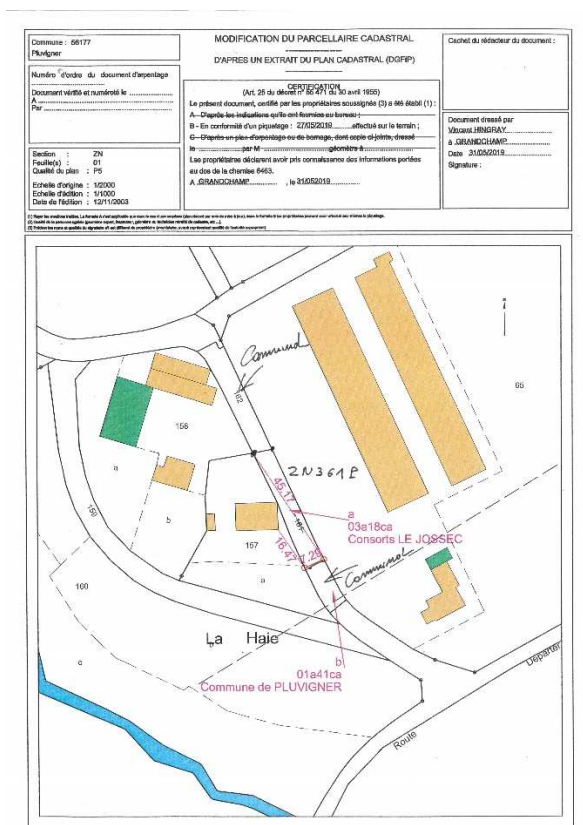 Commune : 56177
Pluvigner
Numéro d'ordre du document d'arpentage
Document vérifié et numéroté le
A
Par
Section : ZN
Feuille(s) : 01
Qualité du plan : P5
Echelle d'origine : 1/2000
Echelle d'édition : 1/1000
Date de l'édition : 12/11/2003
MODIFICATION DU PARCELLAIRE CADASTRAL
D'APRES UN EXTRAIT DU PLAN CADASTRAL (DGFiP)
CERTIFICATION
(Art. 25 du décret n° 55 471 du 30 avril 1955)
Le présent document, certifié par les propriétaires soussignés (3) a été établi (1) :
A - D'après les indications qu'ils ont fournies au bureau ;
B - En conformité d'un piquetage : 27/05/2019 effectué sur le terrain ;
C - D'après un plan d'arpentage ou de bornage, dont copie ci-jointe, dressé
le par M géomètre à
Les propriétaires déclarent avoir pris connaissance des informations portées
au dos de la chemise 6463.
A GRANDCHAMP , le 31/05/2019
Cachet du rédacteur du document :
Document dressé par
Vincent HINGRAY
à GRANDCHAMP
Date 31/05/2019
Signature :
Communal
65
162
158
ZN361P
a
b
159
45.17
161
a
03a18ca
Consorts LE JOSSEC
157
16.47
7.29
a
Communal
160
La Haie
b
c
b
01a41ca
Commune de PLUVIGNER
Route
Départer